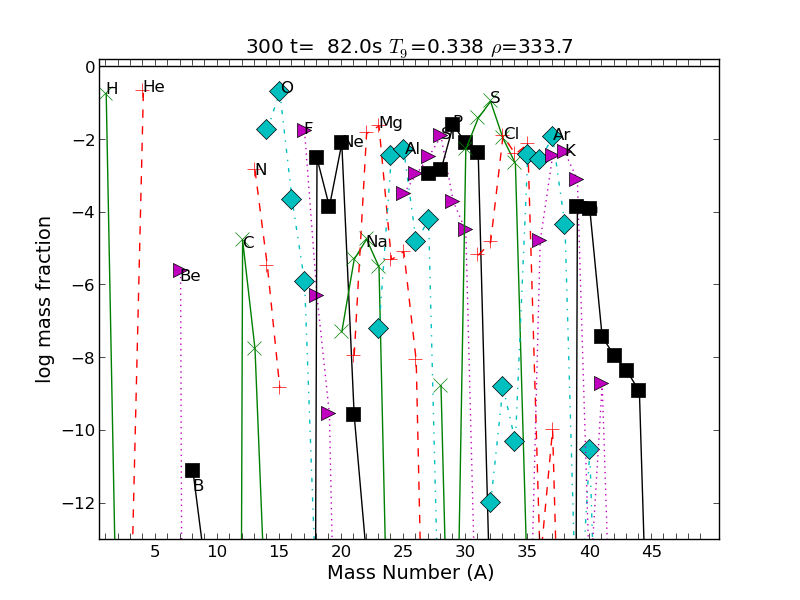 300 t= 82.0s T9=0.338 ρ=333.7
0
−2
−4
−6
−8
−10
−12
log mass fraction
H
He
O
F
N
C
Be
B
Ne
Na
Mg
Al
Si
P
S
Cl
Ar
K
5 10 15 20 25 30 35 40 45
Mass Number (A)